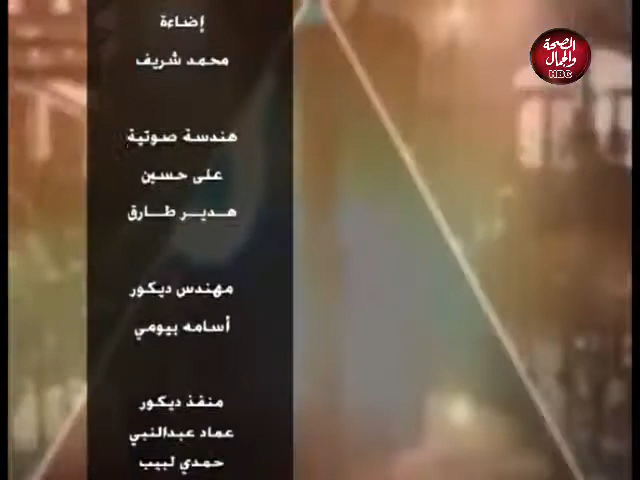 الصحة
والجمال
HBC
إضاءة
محمد شريف
هندسة صوتية
على حسين
هدير طارق
مهندس ديكور
أسامه بيومي
منفذ ديكور
عماد عبدالنبي
حمدي لبيب